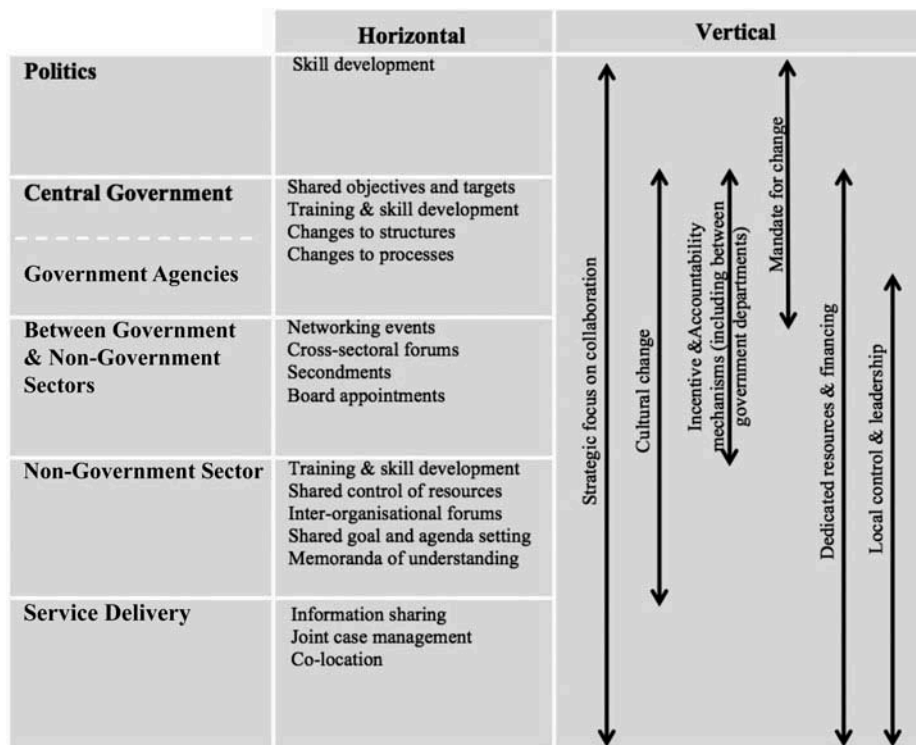 Horizontal
Vertical
Politics
Skill development
Central Government
Government Agencies
Shared objectives and targets
Training & skill development
Changes to structures
Changes to processes
Between Government
& Non-Government
Sectors
Networking events
Cross-sectoral forums
Secondments
Board appointments
Non-Government Sector
Training & skill development
Shared control of resources
Inter-organisational forums
Shared goal and agenda setting
Memoranda of understanding
Service Delivery
Information sharing
Joint case management
Co-location
Strategic focus on collaboration
Cultural change
Incentive &Accountability
mechanisms (including between
government departments)
Mandate for change
Dedicated resources & financing
Local control & leadership